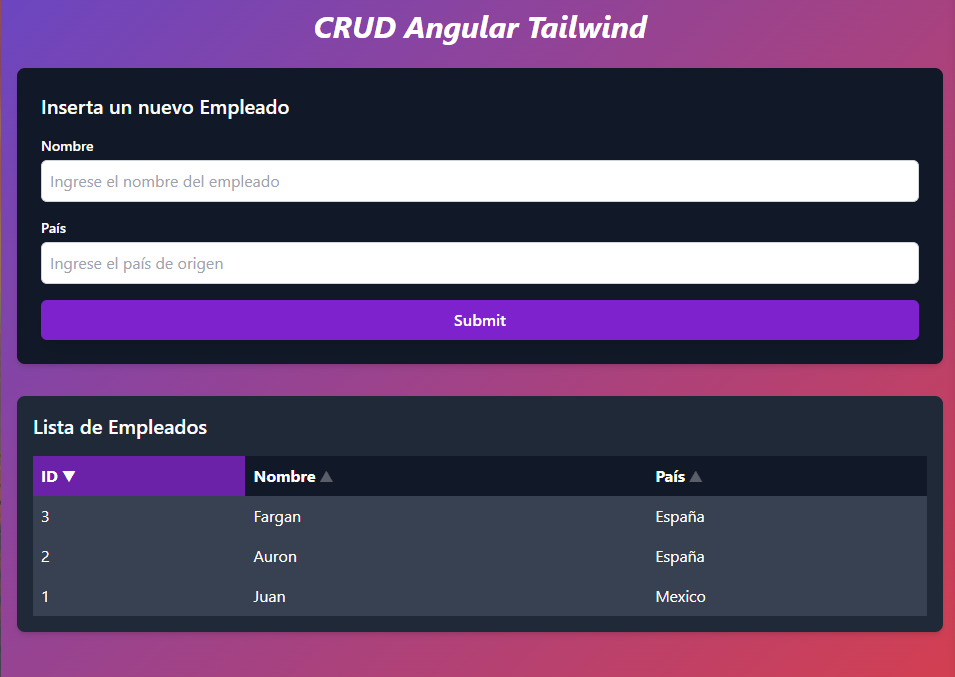 CRUD Angular Tailwind
Inserta un nuevo Empleado
Nombre
Ingrese el nombre del empleado
País
Ingrese el país de origen
Submit
Lista de Empleados
ID ▼ Nombre ▲ País ▲
3 Fargan España
2 Auron España
1 Juan Mexico